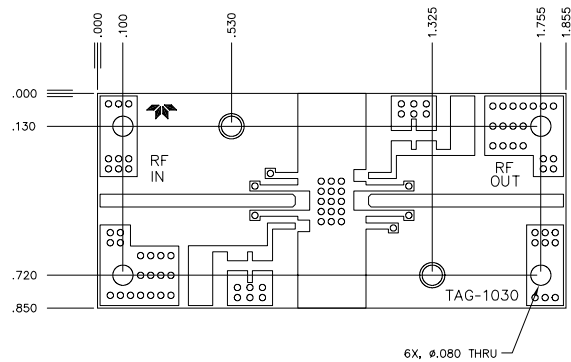 .000
.100
.530
1.325
1.755
1.855
.000
.130
RF
IN
RF
OUT
.720
TAG-1030
.850
6X, ø.080 THRU